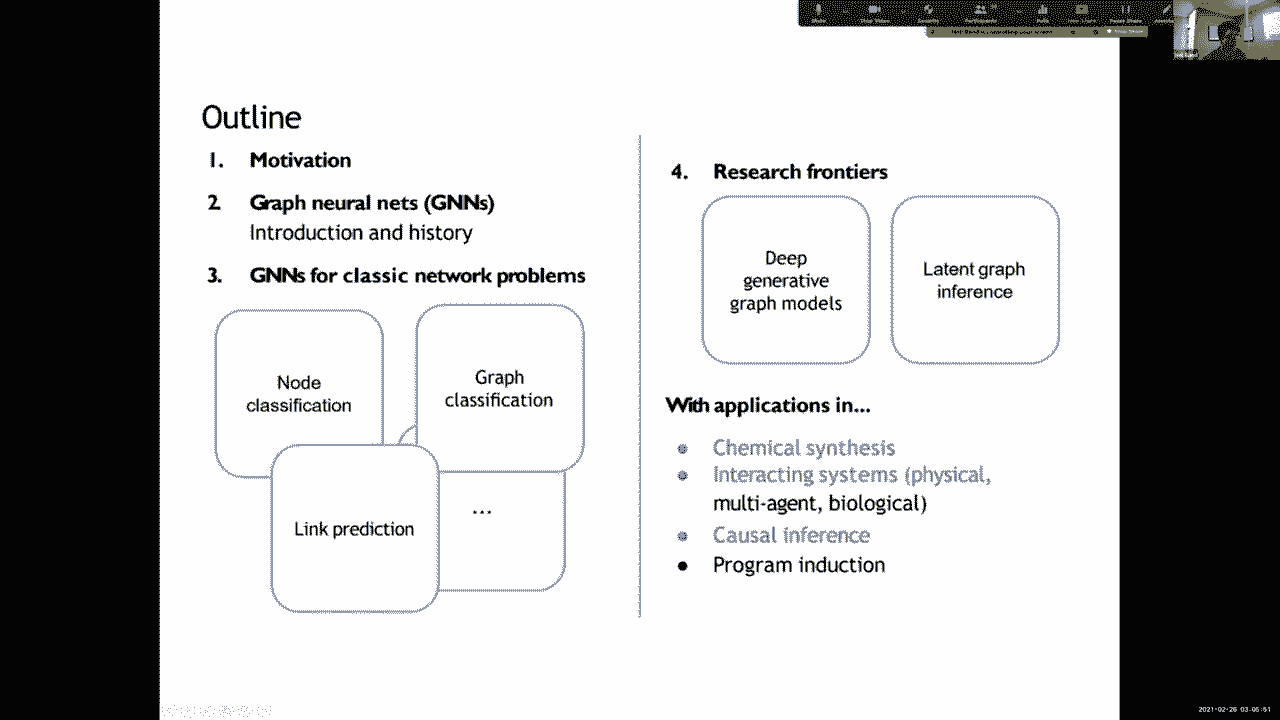 Outline
1. Motivation
2. Graph neural nets (GNNs)
Introduction and history
3. GNNs for classic network problems
Node
classification
Graph
classification
Link prediction
...
4. Research frontiers
Deep
generative
graph models
Latent graph
inference
With applications in...
● Chemical synthesis
● Interacting systems (physical,
multi-agent, biological)
● Causal inference
● Program induction
2021-02-26 03:05:51